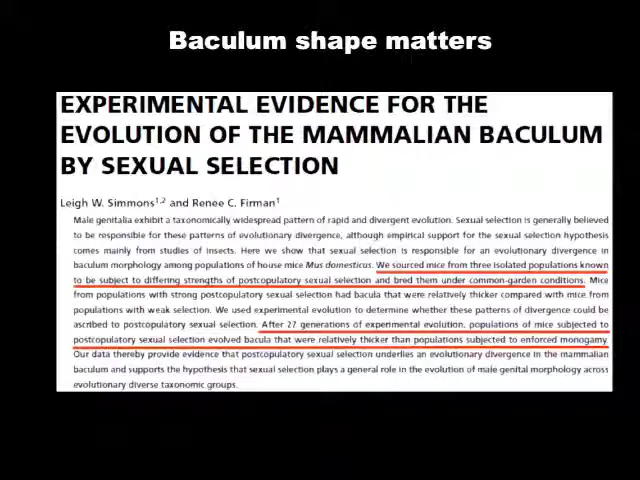 Baculum shape matters
EXPERIMENTAL EVIDENCE FOR THE
EVOLUTION OF THE MAMMALIAN BACULUM
BY SEXUAL SELECTION
Leigh W. Simmons1,2 and Renee C. Firman1
Male genitalia exhibit a taxonomically widespread pattern of rapid and divergent evolution. Sexual selection is generally believed
to be responsible for these patterns of evolutionary divergence, although empirical support for the sexual selection hypothesis
comes mainly from studies of insects. Here we show that sexual selection is responsible for an evolutionary divergence in
baculum morphology among populations of house mice Mus domesticus. We sourced mice from three isolated populations known
to be subject to differing strengths of postcopulatory sexual selection and bred them under common-garden conditions. Mice
from populations with strong postcopulatory sexual selection had bacula that were relatively thicker compared with mice from
populations with weak selection. We used experimental evolution to determine whether these patterns of divergence could be
ascribed to postcopulatory sexual selection. After 27 generations of experimental evolution, populations of mice subjected to
postcopulatory sexual selection evolved bacula that were relatively thicker than populations subjected to enforced monogamy.
Our data thereby provide evidence that postcopulatory sexual selection underlies an evolutionary divergence in the mammalian
baculum and supports the hypothesis that sexual selection plays a general role in the evolution of male genital morphology across
evolutionary diverse taxonomic groups.